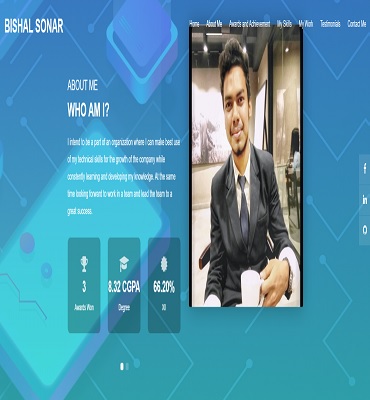 BISHAL SONAR
Home About Me Awards and Achievement My Skills My Work Testimonials Contact Me
ABOUT ME
WHO AM I?
I intend to be a part of an organization where I can make best use
of my technical skills for the growth of the company while
constantly learning and developing my knowledge. At the same
time looking forward to work in a team and lead the team to a
great success.
3 8.32 CGPA 66.20%
Awards Won Degree XII
f
in